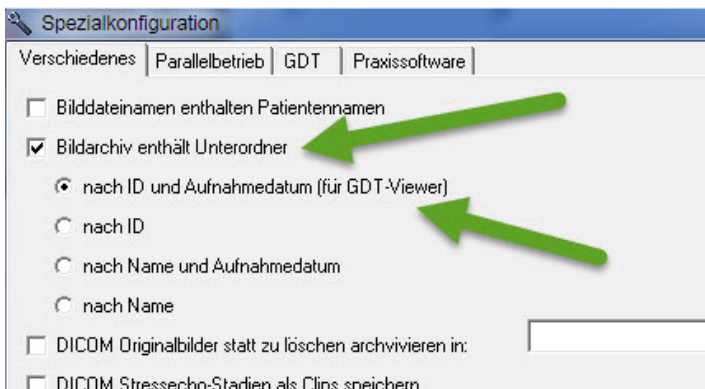 Spezialkonfiguration
Verschiedenes Parallelbetrieb GDT Praxissoftware
Bilddateinamen enthalten Patientennamen
Bildarchiv enthält Unterordner
nach ID und Aufnahmedatum (für GDT-Viewer)
nach ID
nach Name und Aufnahmedatum
nach Name
DICOM Originalbilder statt zu löschen archvivieren in:
DICOM Stressecho-Stadien als Clips speichern